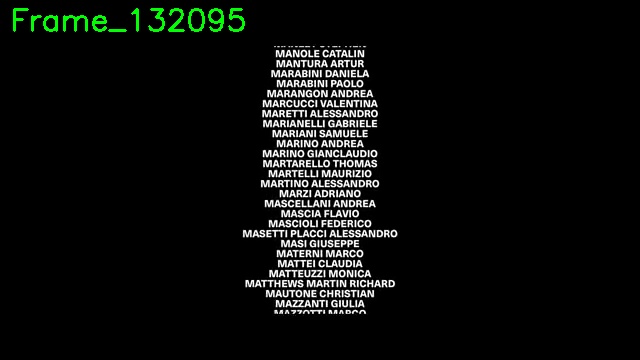 Frame_132095
MANOLE CATALIN
MANTURA ARTUR
MARABINI DANIELA
MARABINI PAOLO
MARANGON ANDREA
MARCUCCI VALENTINA
MARETTI ALESSANDRO
MARIANELLI GABRIELE
MARIANI SAMUELE
MARINO ANDREA
MARINO GIANCLAUDIO
MARTARELLO THOMAS
MARTELLI MAURIZIO
MARTINO ALESSANDRO
MARZI ADRIANO
MASCELLANI ANDREA
MASCIA FLAVIO
MASCIOLI FEDERICO
MASETTI PLACCI ALESSANDRO
MASI GIUSEPPE
MATERNI MARCO
MATTEI CLAUDIA
MATTEUZZI MONICA
MATTHEWS MARTIN RICHARD
MAUTONE CHRISTIAN
MAZZANTI GIULIA
MAZZOTTI MARCO